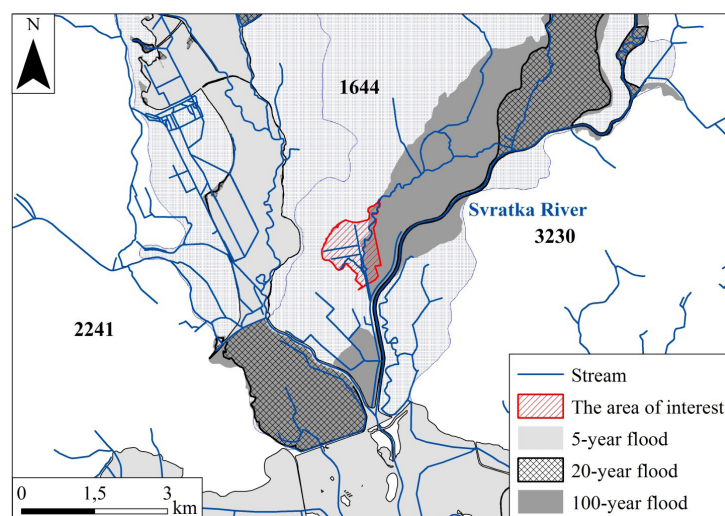 N
1644
Svratka River
3230
2241
Stream
The area of interest
5-year flood
20-year flood
100-year flood
0 1,5 3
km